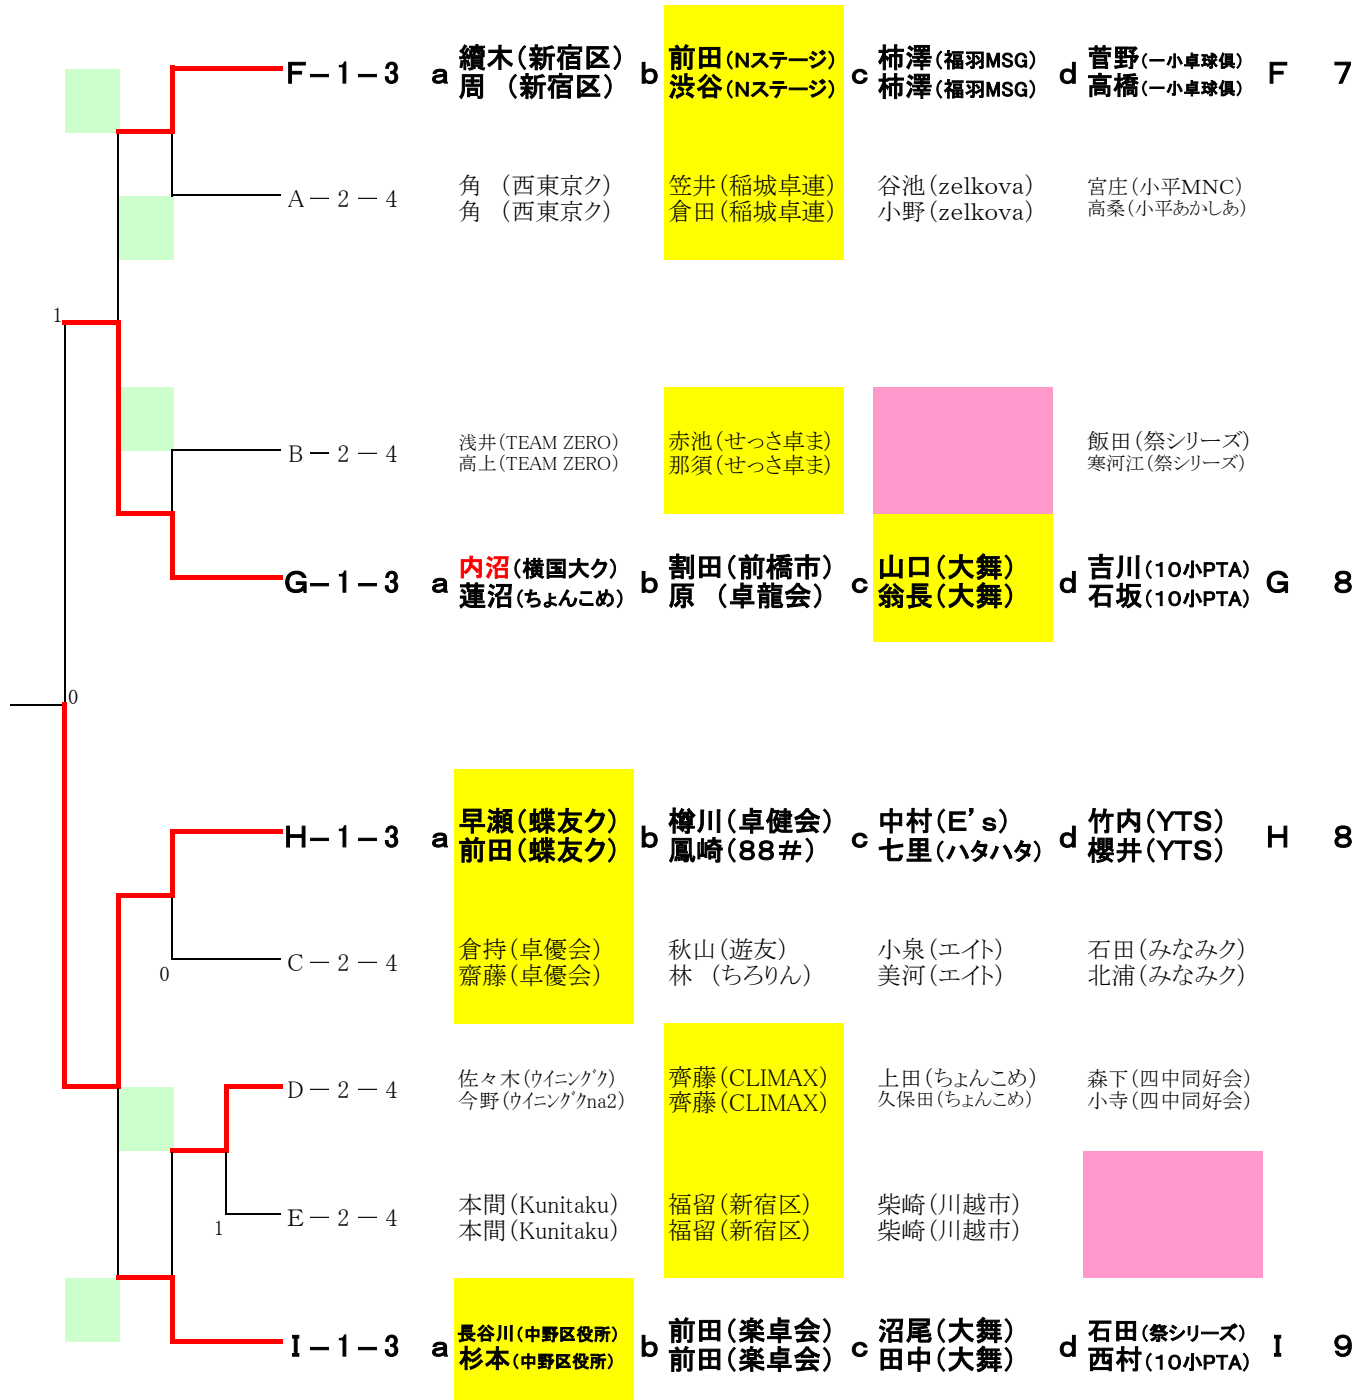 F－1－3 a 續木(新宿区) b 前田(Nステージ) c 柿澤(福羽MSG) d 菅野(一小卓球倶) F 7
周 (新宿区) 渋谷(Nステージ) 柿澤(福羽MSG) 高橋(一小卓球倶)
A－2－4 角 (西東京ク) 笠井(稲城卓連) 谷池(zelkova) 宮庄(小平MNC)
角 (西東京ク) 倉田(稲城卓連) 小野(zelkova) 高桑(小平あかしあ)
1
B－2－4 浅井(TEAM ZERO) 赤池(せっさ卓ま) 飯田(祭シリーズ)
高上(TEAM ZERO) 那須(せっさ卓ま) 寒河江(祭シリーズ)
G－1－3 a 内沼(横国大ク) b 割田(前橋市) c 山口(大舞) d 吉川(10小PTA) G 8
蓮沼(ちょんこめ) 原 (卓龍会) 翁長(大舞) 石坂(10小PTA)
0
H－1－3 a 早瀬(蝶友ク) b 樽川(卓健会) c 中村(E’s) d 竹内(YTS) H 8
前田(蝶友ク) 鳳崎(88#) 七里(ハタハタ) 櫻井(YTS)
C－2－4 倉持(卓優会) 秋山(遊友) 小泉(エイト) 石田(みなみク)
齋藤(卓優会) 林 (ちろりん) 美河(エイト) 北浦(みなみク)
0
D－2－4 佐々木(ウイニングク) 齊藤(CLIMAX) 上田(ちょんこめ) 森下(四中同好会)
今野(ウイニングクna2) 齊藤(CLIMAX) 久保田(ちょんこめ) 小寺(四中同好会)
E－2－4 本間(Kunitaku) 福留(新宿区) 柴崎(川越市)
本間(Kunitaku) 福留(新宿区) 柴崎(川越市)
1
I－1－3 a 長谷川(中野区役所) b 前田(楽卓会) c 沼尾(大舞) d 石田(祭シリーズ) I 9
杉本(中野区役所) 前田(楽卓会) 田中(大舞) 西村(10小PTA)